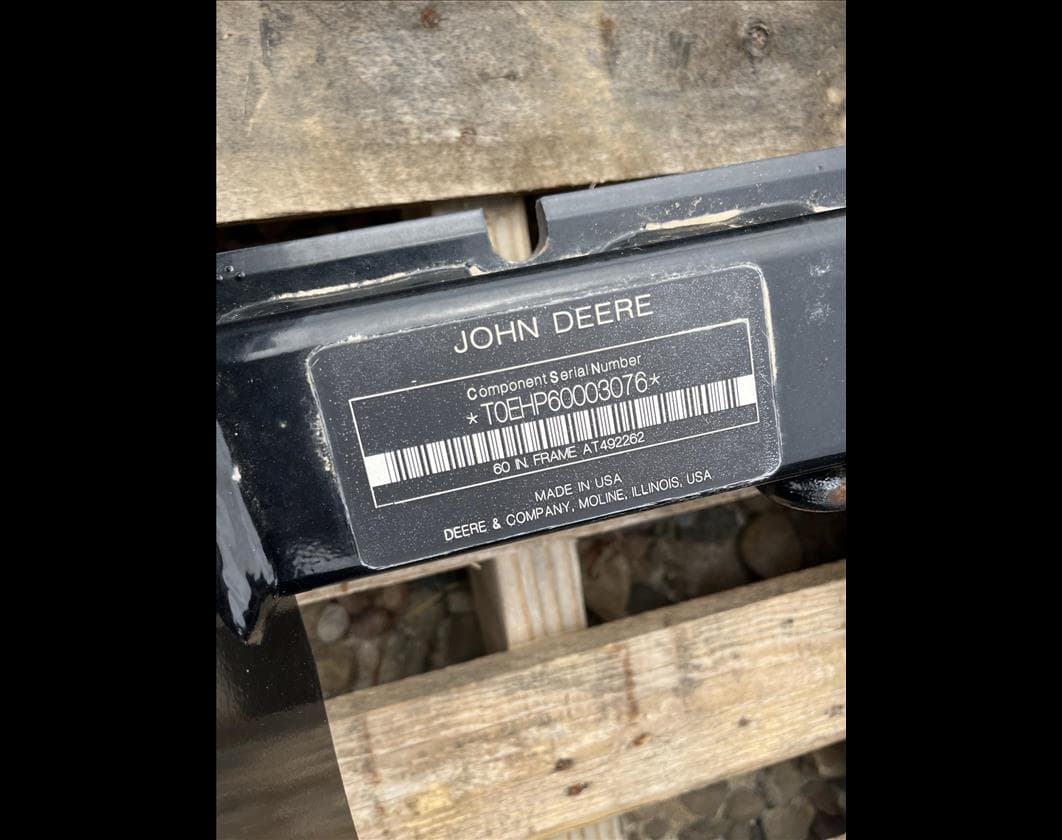 JOHN DEERE
Component Serial Number
*T0EHP60003076*
60 IN. FRAME AT492262
MADE IN USA
DEERE & COMPANY, MOLINE, ILLINOIS, USA